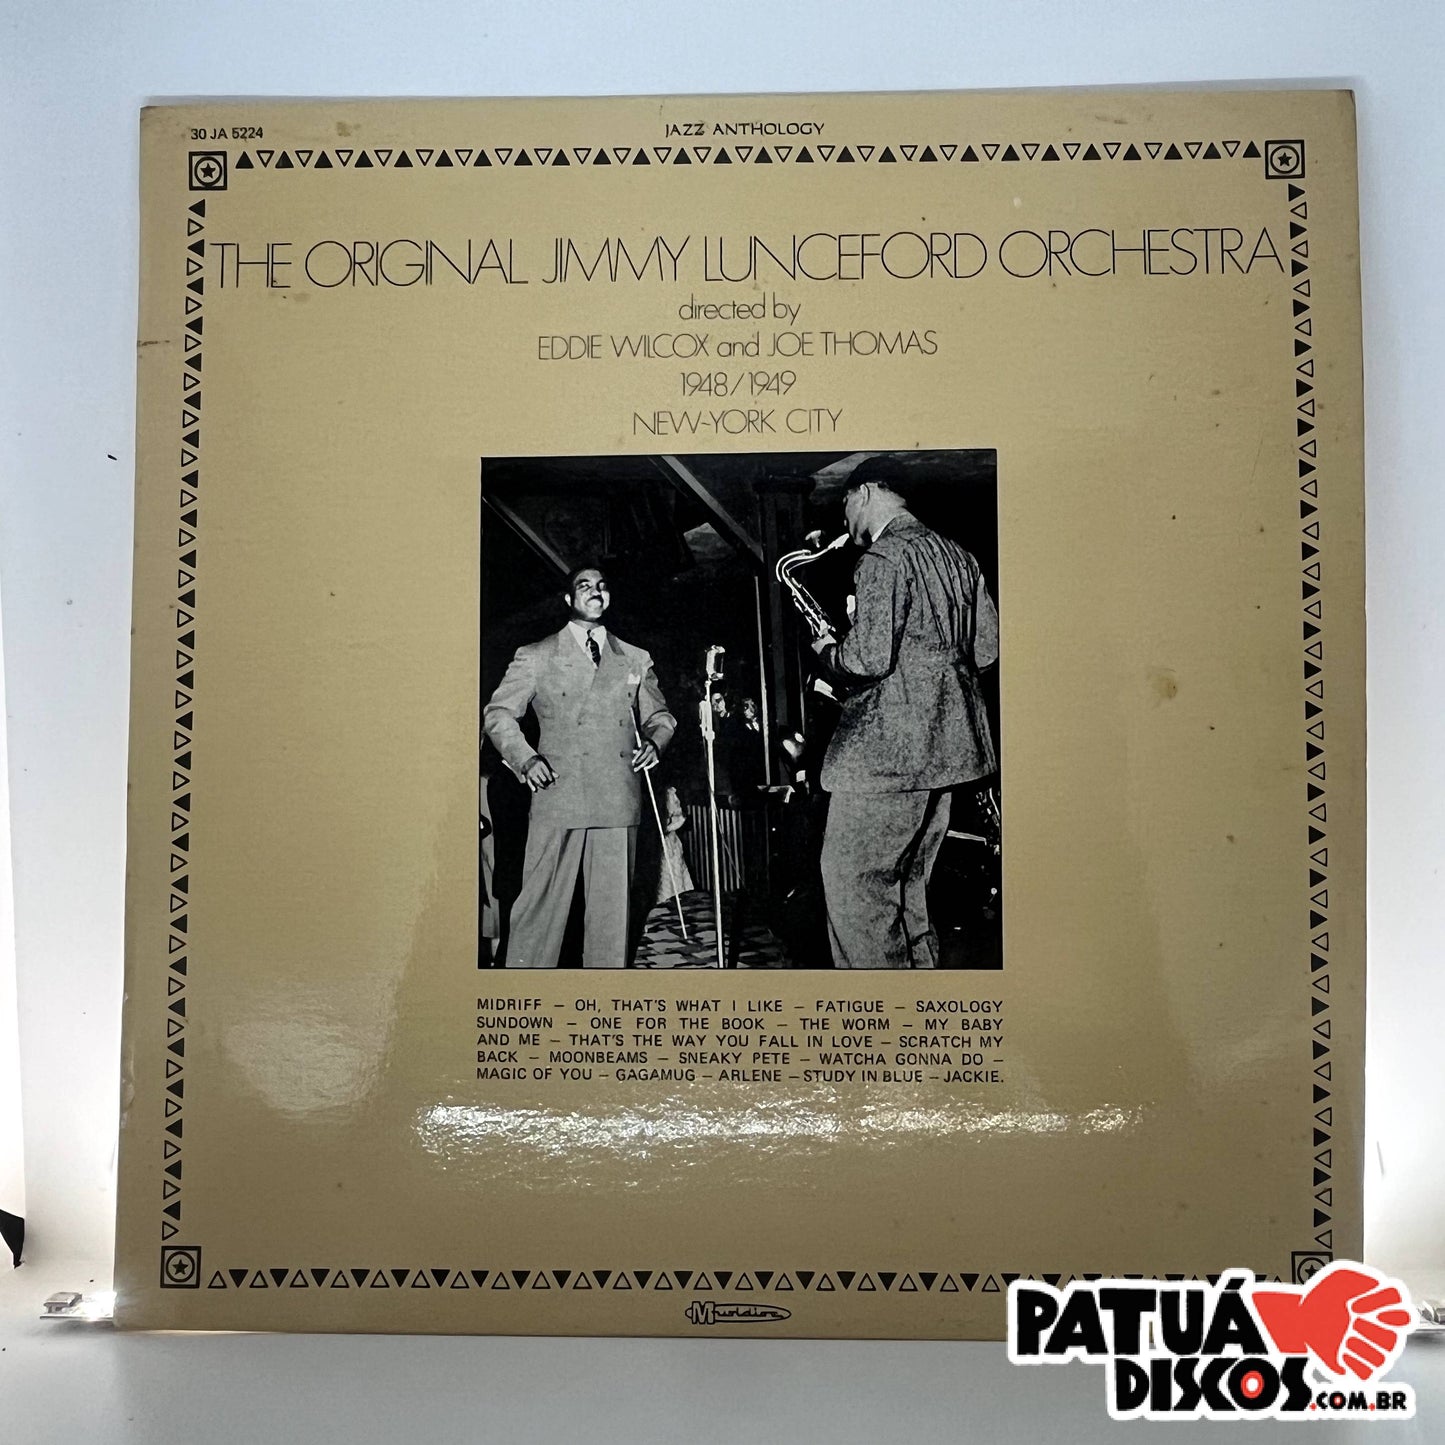 30 JA 5224
JAZZ ANTHOLOGY
THE ORIGINAL JIMMY LUNCEFORD ORCHESTRA
directed by
EDDIE WILCOX and JOE THOMAS
1948/1949
NEW-YORK CITY
MIDRIFF – OH, THAT'S WHAT I LIKE – FATIGUE – SAXOLOGY
SUNDOWN – ONE FOR THE BOOK – THE WORM – MY BABY
AND ME – THAT'S THE WAY YOU FALL IN LOVE – SCRATCH MY
BACK – MOONBEAMS – SNEAKY PETE – WATCHA GONNA DO –
MAGIC OF YOU – GAGAMUG – ARLENE – STUDY IN BLUE – JACKIE.
Musidisc
PATUÁ
DISCOS.COM.BR